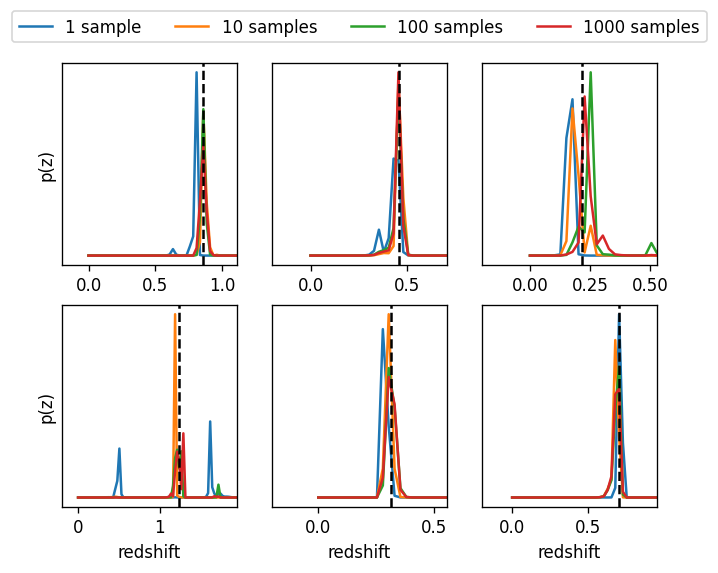 1 sample 10 samples 100 samples 1000 samples
p(z)
0.0 0.5 1.0
0.0 0.5
0.00 0.25 0.50
p(z)
0 1
0.0 0.5
0.0 0.5
redshift redshift redshift